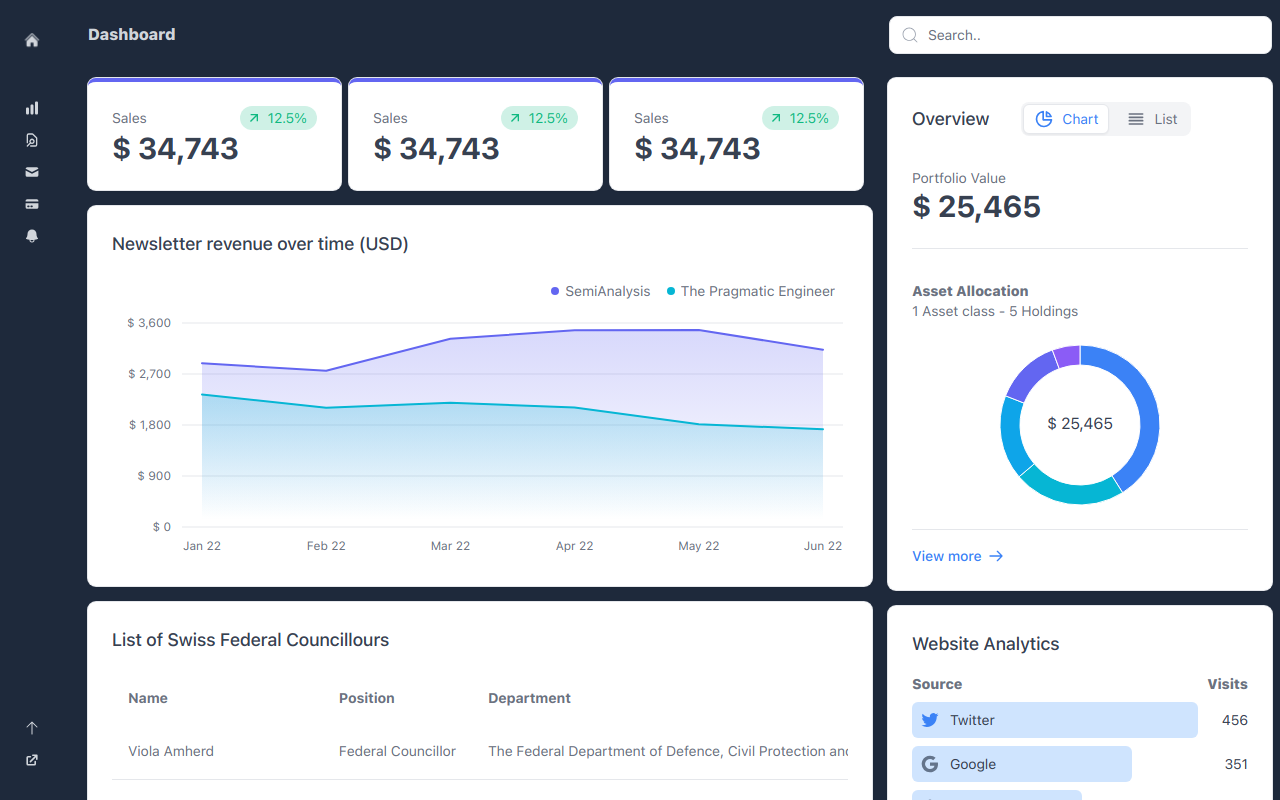 Dashboard
Search..
Sales
12.5%
$ 34,743
Sales
12.5%
$ 34,743
Sales
12.5%
$ 34,743
Newsletter revenue over time (USD)
SemiAnalysis
The Pragmatic Engineer
$ 3,600
$ 2,700
$ 1,800
$ 900
$ 0
Jan 22
Feb 22
Mar 22
Apr 22
May 22
Jun 22
List of Swiss Federal Councillours
Name
Position
Department
Viola Amherd
Federal Councillor
The Federal Department of Defence, Civil Protection and
Overview
Chart
List
Portfolio Value
$ 25,465
Asset Allocation
1 Asset class - 5 Holdings
$ 25,465
View more
Website Analytics
Source
Visits
Twitter
456
Google
351